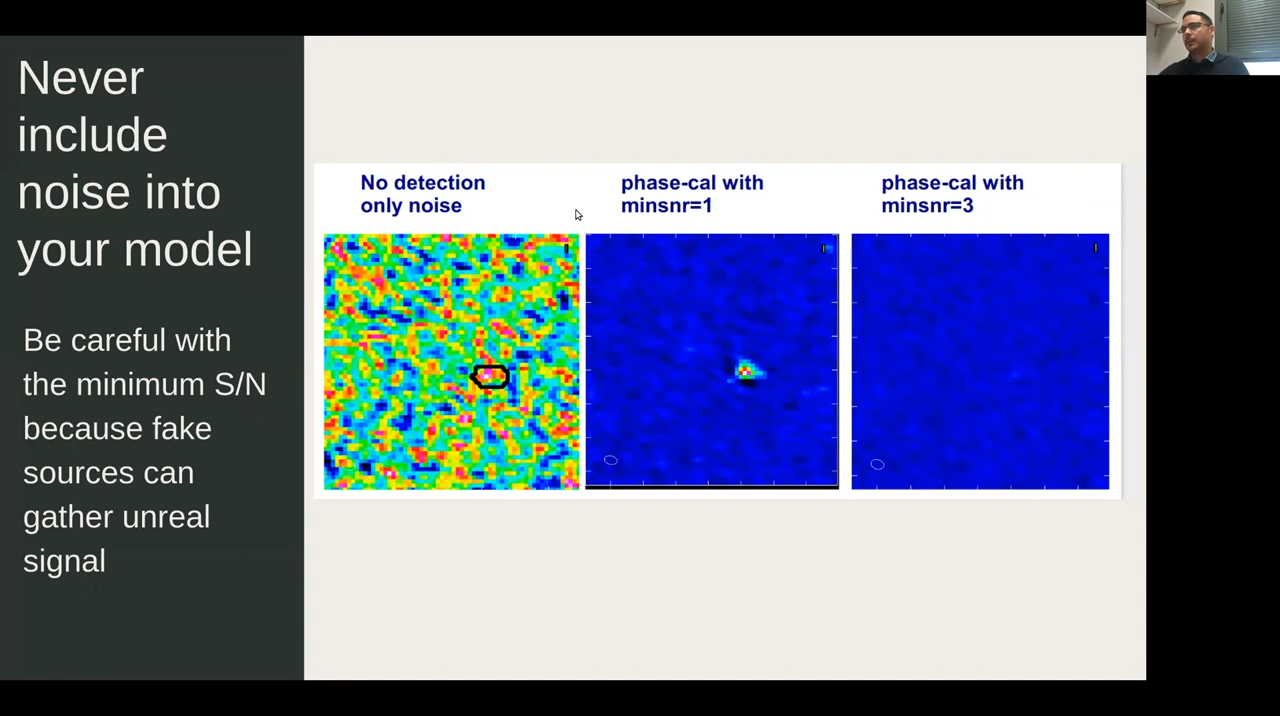 Never
include
noise into
your model
Be careful with
the minimum S/N
because fake
sources can
gather unreal
signal
No detection
only noise
phase-cal with
minsnr=1
phase-cal with
minsnr=3